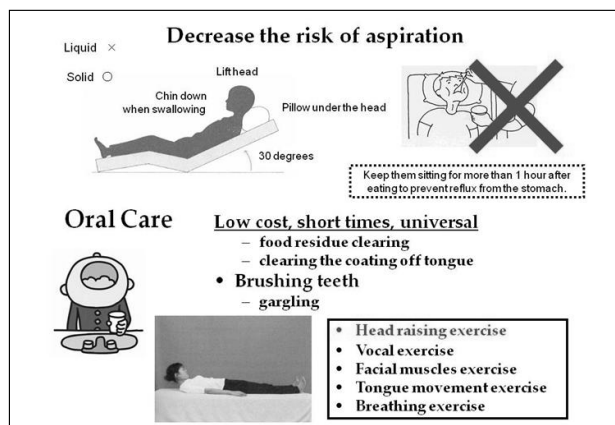 Decrease the risk of aspiration
Liquid ×
Solid ○
Lift head
Chin down
when swallowing
Pillow under the head
30 degrees
Keep them sitting for more than 1 hour after
eating to prevent reflux from the stomach.
Oral Care
Low cost, short times, universal
– food residue clearing
– clearing the coating off tongue
• Brushing teeth
– gargling
• Head raising exercise
• Vocal exercise
• Facial muscles exercise
• Tongue movement exercise
• Breathing exercise